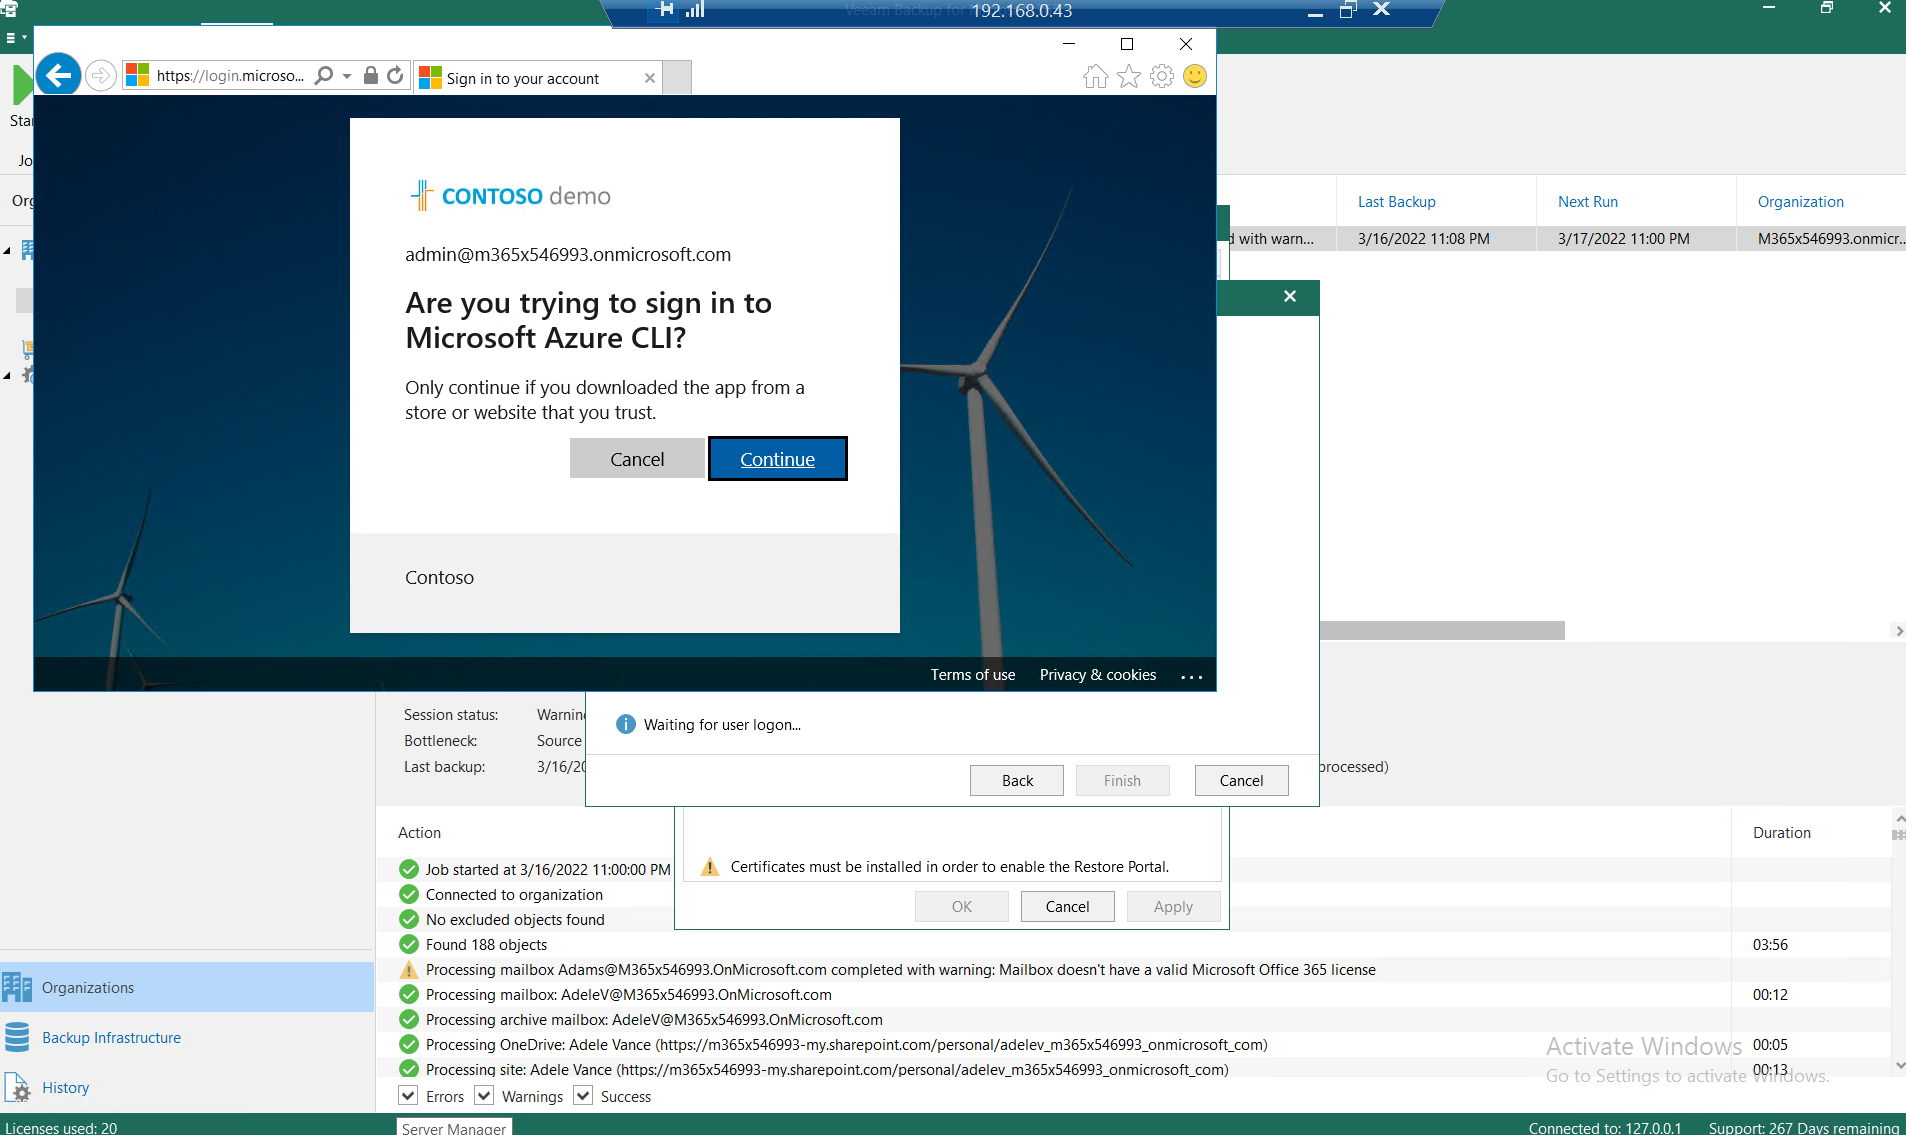 Veeam Backup for
192.168.0.43
https://login.microso...
Sign in to your account
Star
Jo
Org
CONTOSO demo
admin@m365x546993.onmicrosoft.com
Are you trying to sign in to
Microsoft Azure CLI?
Only continue if you downloaded the app from a
store or website that you trust.
Cancel
Continue
Contoso
Terms of use
Privacy & cookies
...
Last Backup
Next Run
Organization
d with warn...
3/16/2022 11:08 PM
3/17/2022 11:00 PM
M365x546993.onmicr...
Session status:
Warnin
Bottleneck:
Source
Last backup:
3/16/20
processed)
Waiting for user logon...
Back
Finish
Cancel
Certificates must be installed in order to enable the Restore Portal.
OK
Cancel
Apply
Action
Duration
Job started at 3/16/2022 11:00:00 PM
Connected to organization
No excluded objects found
Found 188 objects
03:56
Processing mailbox Adams@M365x546993.OnMicrosoft.com completed with warning: Mailbox doesn't have a valid Microsoft Office 365 license
Processing mailbox: AdeleV@M365x546993.OnMicrosoft.com
00:12
Processing archive mailbox: AdeleV@M365x546993.OnMicrosoft.com
Processing OneDrive: Adele Vance (https://m365x546993-my.sharepoint.com/personal/adelev_m365x546993_onmicrosoft_com)
00:05
Processing site: Adele Vance (https://m365x546993-my.sharepoint.com/personal/adelev_m365x546993_onmicrosoft_com)
00:13
Errors
Warnings
Success
Organizations
Backup Infrastructure
History
Activate Windows
Go to Settings to activate Windows.
Licenses used: 20
Server Manager
Connected to: 127.0.0.1
Support: 267 Days remaining